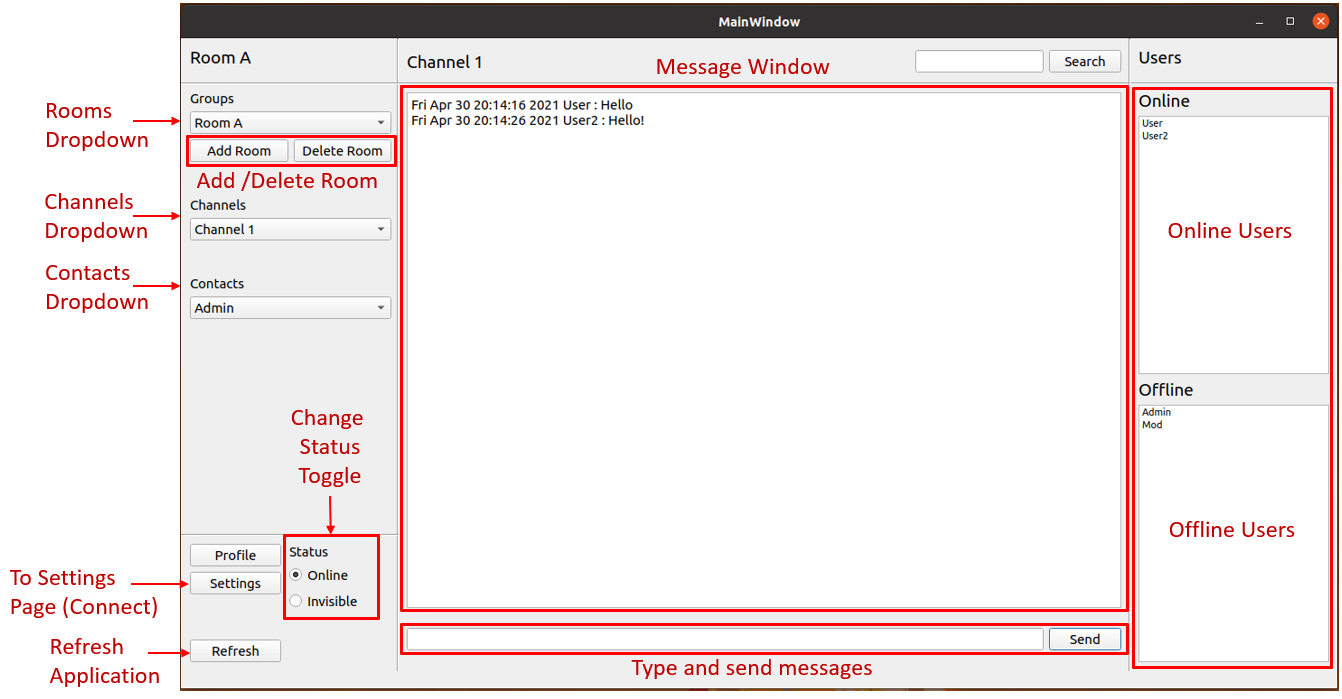 MainWindow
Room A
Channel 1
Message Window
Search
Users
Rooms
Dropdown
Groups
Room A
Add Room
Delete Room
Add /Delete Room
Channels
Dropdown
Channels
Channel 1
Contacts
Dropdown
Contacts
Admin
Fri Apr 30 20:14:16 2021 User : Hello
Fri Apr 30 20:14:26 2021 User2 : Hello!
Online
User
User2
Online Users
Offline
Admin
Mod
Offline Users
Change
Status
Toggle
Profile
Settings
Status
Online
Invisible
To Settings
Page (Connect)
Refresh
Application
Refresh
Send
Type and send messages